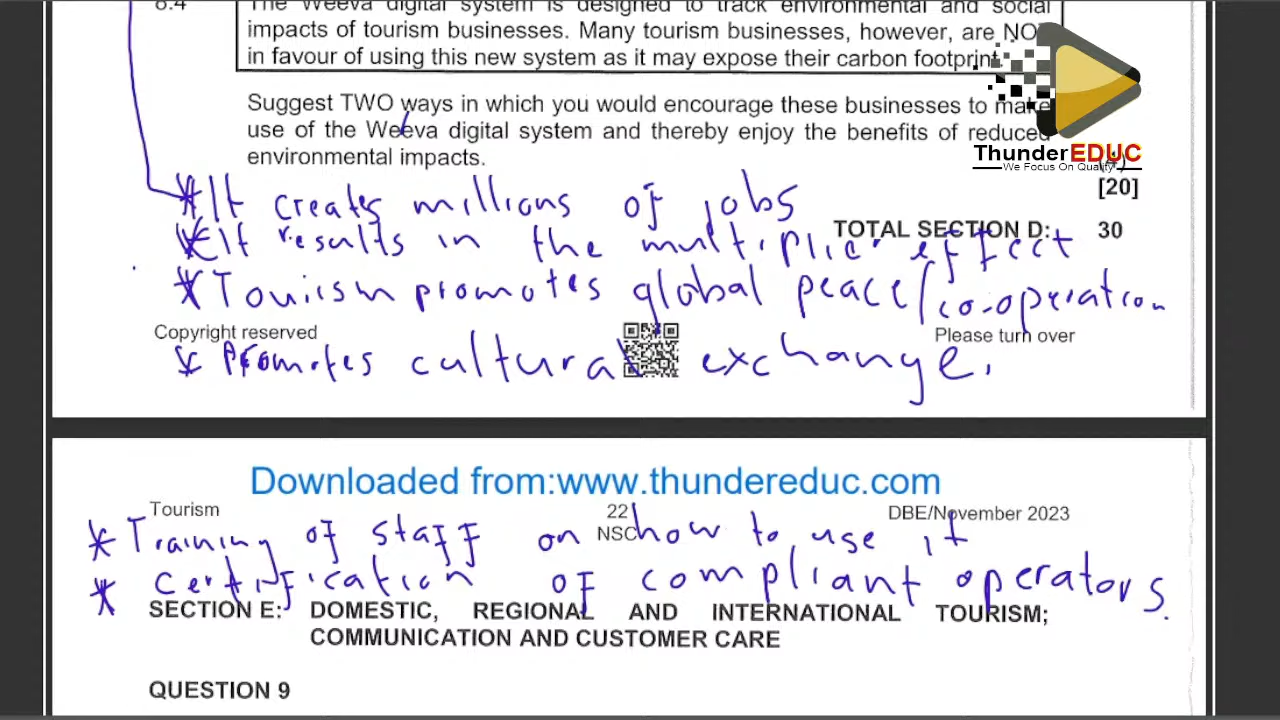 8.4 The Weeva digital system is designed to track environmental and social
impacts of tourism businesses. Many tourism businesses, however, are NOT
in favour of using this new system as it may expose their carbon footprint.
Suggest TWO ways in which you would encourage these businesses to make
use of the Weeva digital system and thereby enjoy the benefits of reduced
environmental impacts. (4)
ThunderEDUC
We Focus On Quality
[20]
* It creates millions of jobs
TOTAL SECTION D: 30
* It results in the multiplier effect
* Tourism promotes global peace/co-operation
Copyright reserved Please turn over
* Promotes cultural exchange.
Downloaded from:www.thundereduc.com
Tourism 22 DBE/November 2023
NSC
* Training of staff on how to use it
* Certification of compliant operators.
SECTION E: DOMESTIC, REGIONAL AND INTERNATIONAL TOURISM;
COMMUNICATION AND CUSTOMER CARE
QUESTION 9